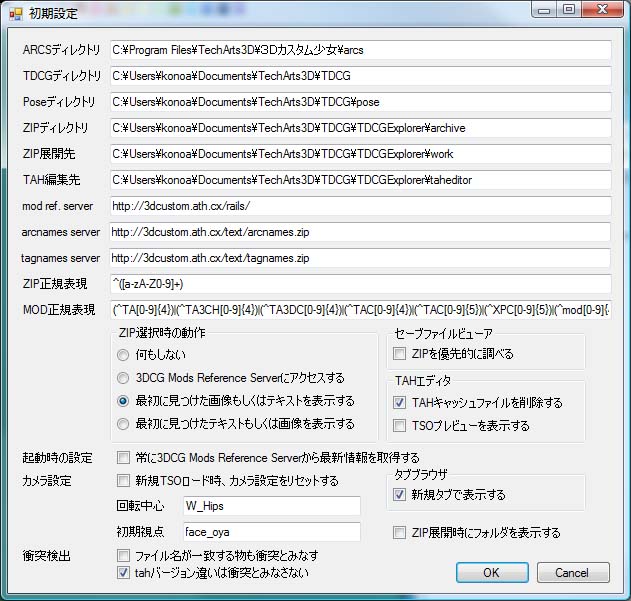 初期設定
ARCSディレクトリ C:¥Program Files¥TechArts3D¥3Dカスタム少女¥arcs
TDCGディレクトリ C:¥Users¥konoa¥Documents¥TechArts3D¥TDCG
Poseディレクトリ C:¥Users¥konoa¥Documents¥TechArts3D¥TDCG¥pose
ZIPディレクトリ C:¥Users¥konoa¥Documents¥TechArts3D¥TDCG¥TDCGExplorer¥archive
ZIP展開先 C:¥Users¥konoa¥Documents¥TechArts3D¥TDCG¥TDCGExplorer¥work
TAH編集先 C:¥Users¥konoa¥Documents¥TechArts3D¥TDCG¥TDCGExplorer¥taheditor
mod ref. server http://3dcustom.ath.cx/rails/
arcnames server http://3dcustom.ath.cx/text/arcnames.zip
tagnames server http://3dcustom.ath.cx/text/tagnames.zip
ZIP正規表現 ^([a-zA-Z0-9]+)
MOD正規表現 (^TA[0-9]{4})|(^TA3CH[0-9]{4})|(^TA3DC[0-9]{4})|(^TAC[0-9]{4})|(^TAC[0-9]{5})|(^XPC[0-9]{5})|(^mod[0-9]{4
ZIP選択時の動作
何もしない
3DCG Mods Reference Serverにアクセスする
最初に見つけた画像もしくはテキストを表示する
最初に見つけたテキストもしくは画像を表示する
セーブファイルビューア
ZIPを優先的に調べる
TAHエディタ
TAHキャッシュファイルを削除する
TSOプレビューを表示する
起動時の設定 常に3DCG Mods Reference Serverから最新情報を取得する
カメラ設定 新規TSOロード時、カメラ設定をリセットする
回転中心 W_Hips
初期視点 face_oya
タブブラウザ
新規タブで表示する
ZIP展開時にフォルダを表示する
衝突検出 ファイル名が一致する物も衝突とみなす
tahバージョン違いは衝突とみなさない
OK Cancel